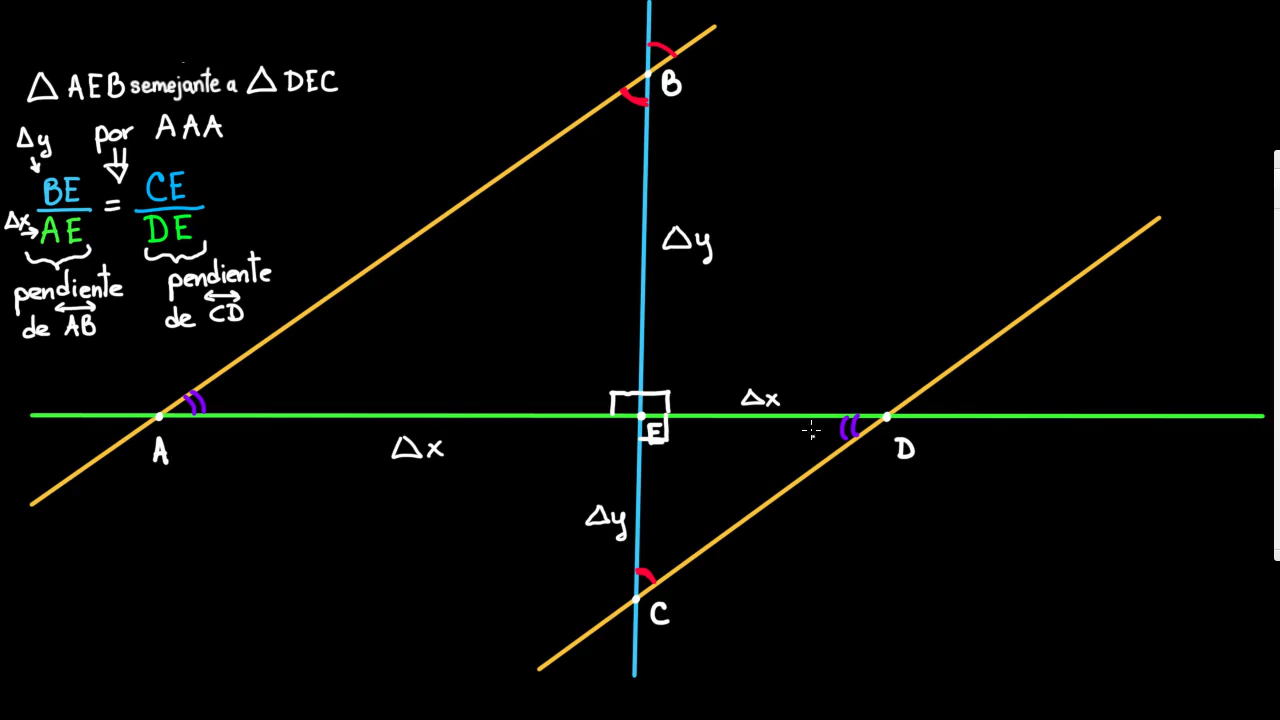 △ AEB semejante a △ DEC
Δy por AAA
BE = CE
Δx AE DE
pendiente pendiente
de AB de CD
B
Δy
Δx
A Δx E D
Δy
C